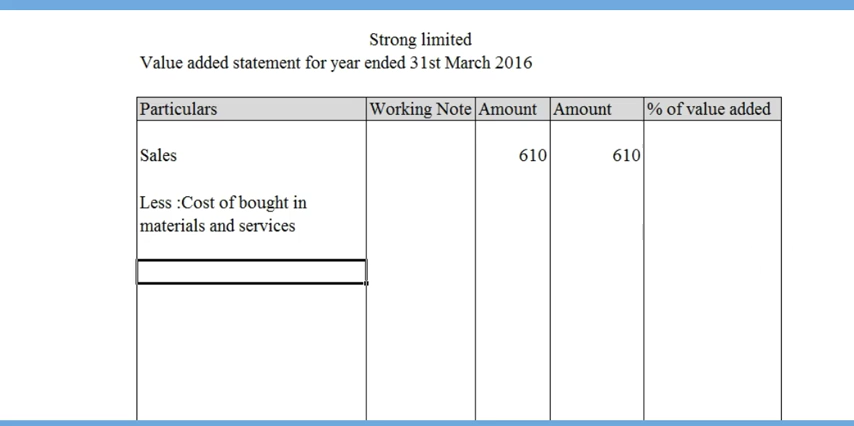 Strong limited
Value added statement for year ended 31st March 2016
Particulars Working Note Amount Amount % of value added
Sales 610 610
Less :Cost of bought in
materials and services